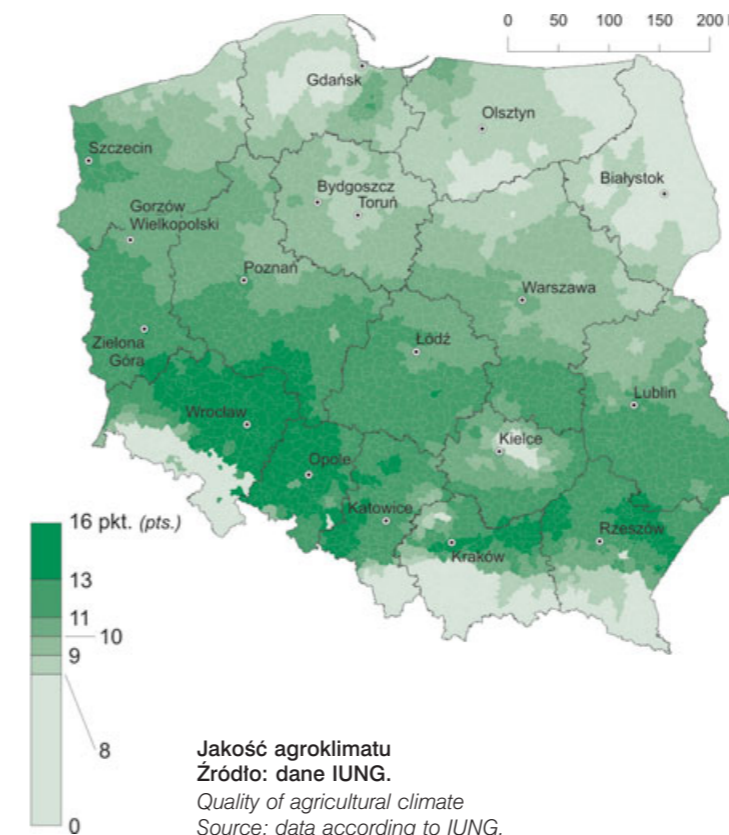 0 50 100 150 200
Gdańsk
Olsztyn
Szczecin
Białystok
Bydgoszcz
Toruń
Gorzów
Wielkopolski
Poznań
Warszawa
Zielona
Góra
Łódź
Lublin
Wrocław
Kielce
Opole
Katowice
Rzeszów
Kraków
16 pkt. (pts.)
13
11
10
9
8
0
Jakość agroklimatu
Źródło: dane IUNG.
Quality of agricultural climate
Source: data according to IUNG.